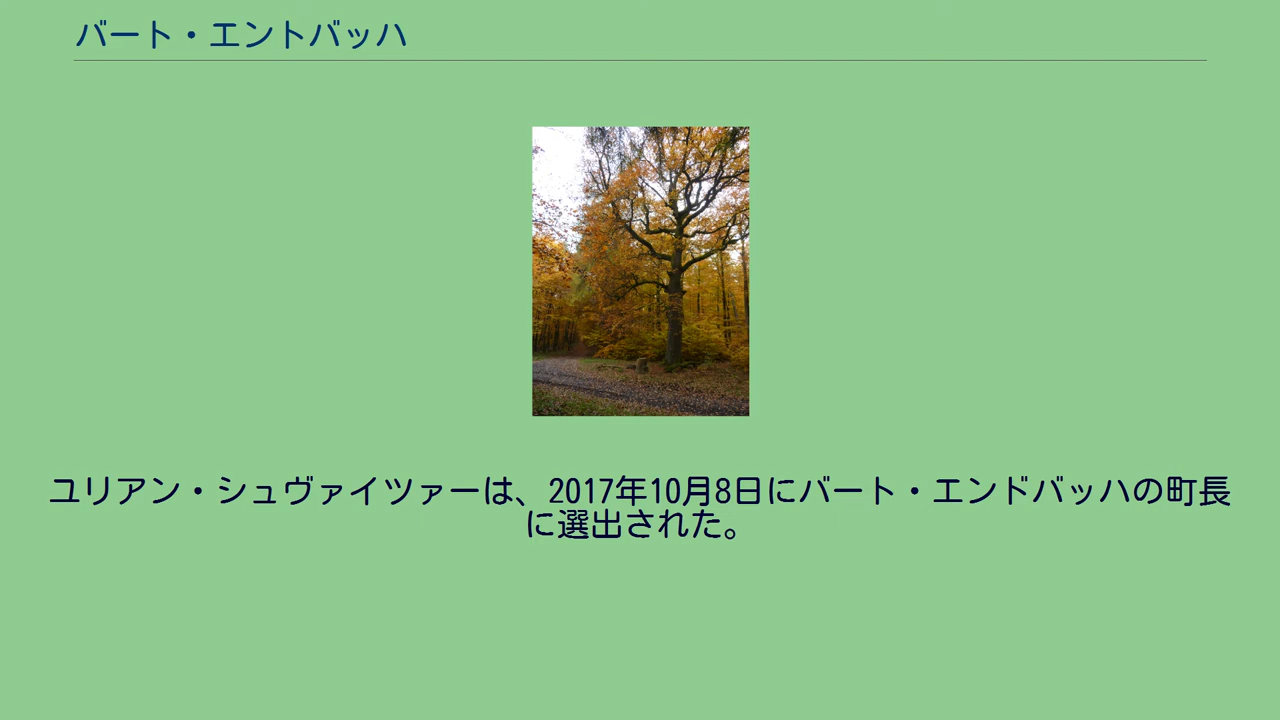 バート・エントバッハ
ユリアン・シュヴァイツァーは、2017年10月8日にバート・エンドバッハの町長
に選出された。